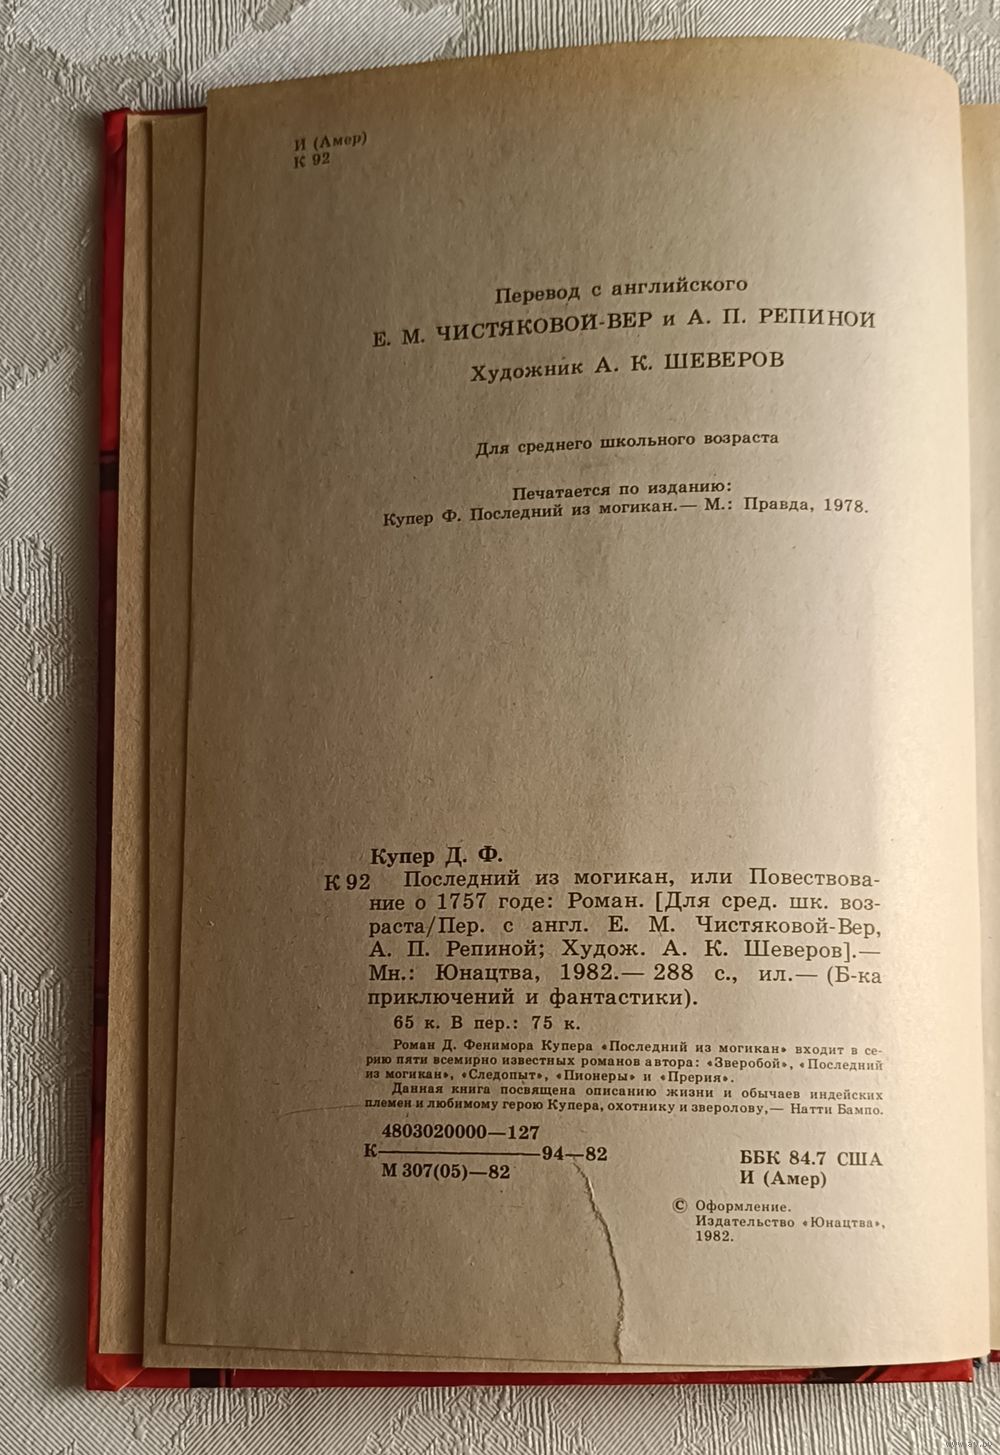 И (Амер)
К 92
Перевод с английского
Е. М. ЧИСТЯКОВОЙ-ВЕР и А. П. РЕПИНОЙ
Художник А. К. ШЕВЕРОВ
Для среднего школьного возраста
Печатается по изданию:
Купер Ф. Последний из могикан.— М.: Правда, 1978.
Купер Д. Ф.
К 92 Последний из могикан, или Повествова-
ние о 1757 годе: Роман. [Для сред. шк. воз-
раста/Пер. с англ. Е. М. Чистяковой-Вер,
А. П. Репиной; Худож. А. К. Шеверов].—
Мн.: Юнацтва, 1982.— 288 с., ил.— (Б-ка
приключений и фантастики).
65 к. В пер.: 75 к.
Роман Д. Фенимора Купера «Последний из могикан» входит в се-
рию пяти всемирно известных романов автора: «Зверобой», «Последний
из могикан», «Следопыт», «Пионеры» и «Прерия».
Данная книга посвящена описанию жизни и обычаев индейских
племен и любимому герою Купера, охотнику и зверолову,— Натти Бампо.
4803020000—127
К 94—82
М 307(05)—82
ББК 84.7 США
И (Амер)
© Оформление.
Издательство «Юнацтва»,
1982.
www.ay.by